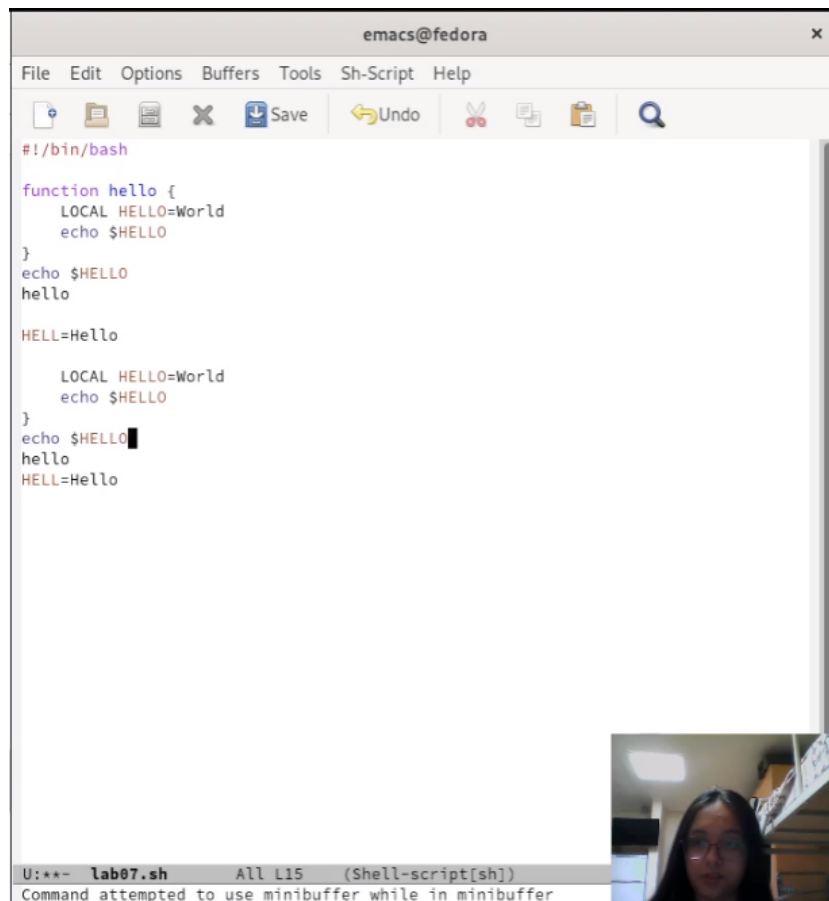 emacs@fedora ×
File Edit Options Buffers Tools Sh-Script Help
Save Undo
#!/bin/bash
function hello {
    LOCAL HELLO=World
    echo $HELLO
}
echo $HELLO
hello
HELL=Hello
    LOCAL HELLO=World
    echo $HELLO
}
echo $HELLO
hello
HELL=Hello
U:**- lab07.sh All L15 (Shell-script[sh])
Command attempted to use minibuffer while in minibuffer